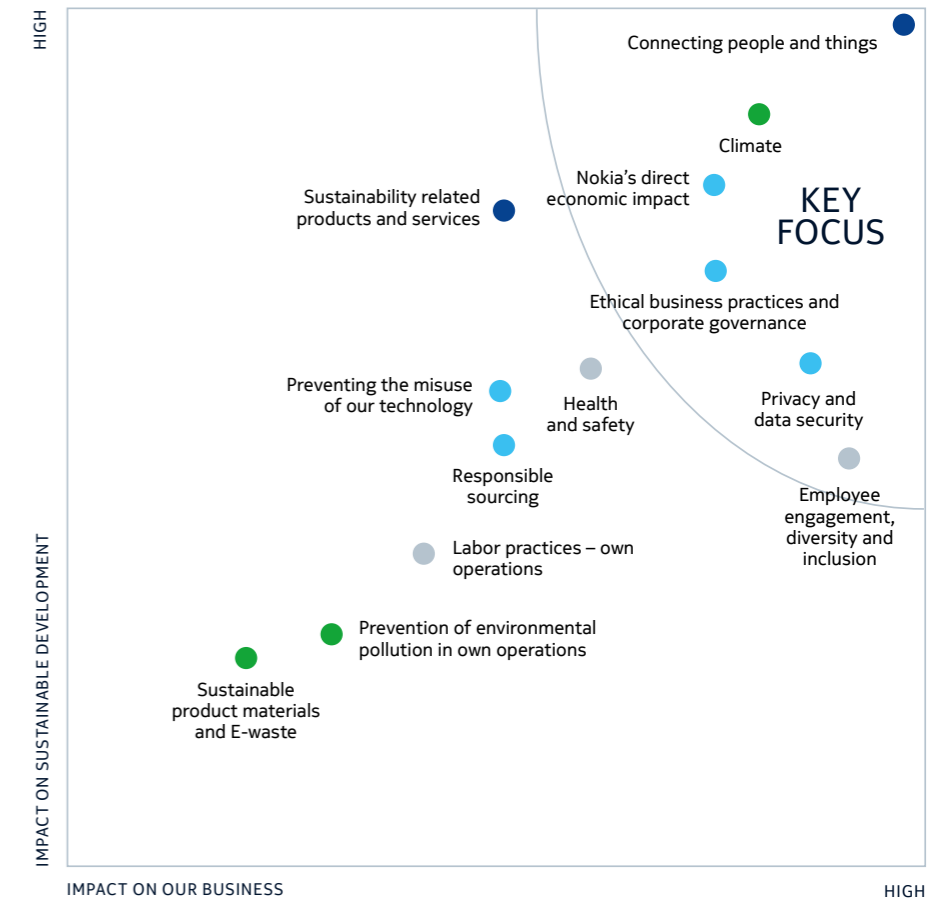 HIGH
Connecting people and things
Climate
Nokia’s direct
economic impact
KEY
FOCUS
Sustainability related
products and services
Ethical business practices and
corporate governance
Preventing the misuse
of our technology
Health
and safety
Privacy and
data security
Responsible
sourcing
Employee
engagement,
diversity and
inclusion
Labor practices – own
operations
Prevention of environmental
pollution in own operations
Sustainable
product materials
and E-waste
IMPACT ON SUSTAINABLE DEVELOPMENT
IMPACT ON OUR BUSINESS
HIGH